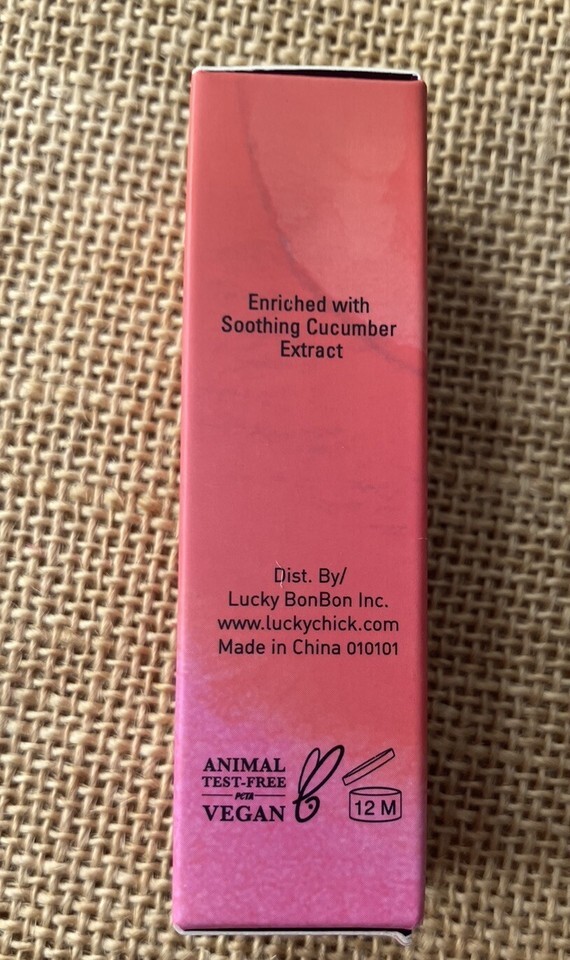 Enriched with
Soothing Cucumber
Extract
Dist. By/
Lucky BonBon Inc.
www.luckychick.com
Made in China 010101
ANIMAL
TEST-FREE
PETA
VEGAN
12 M